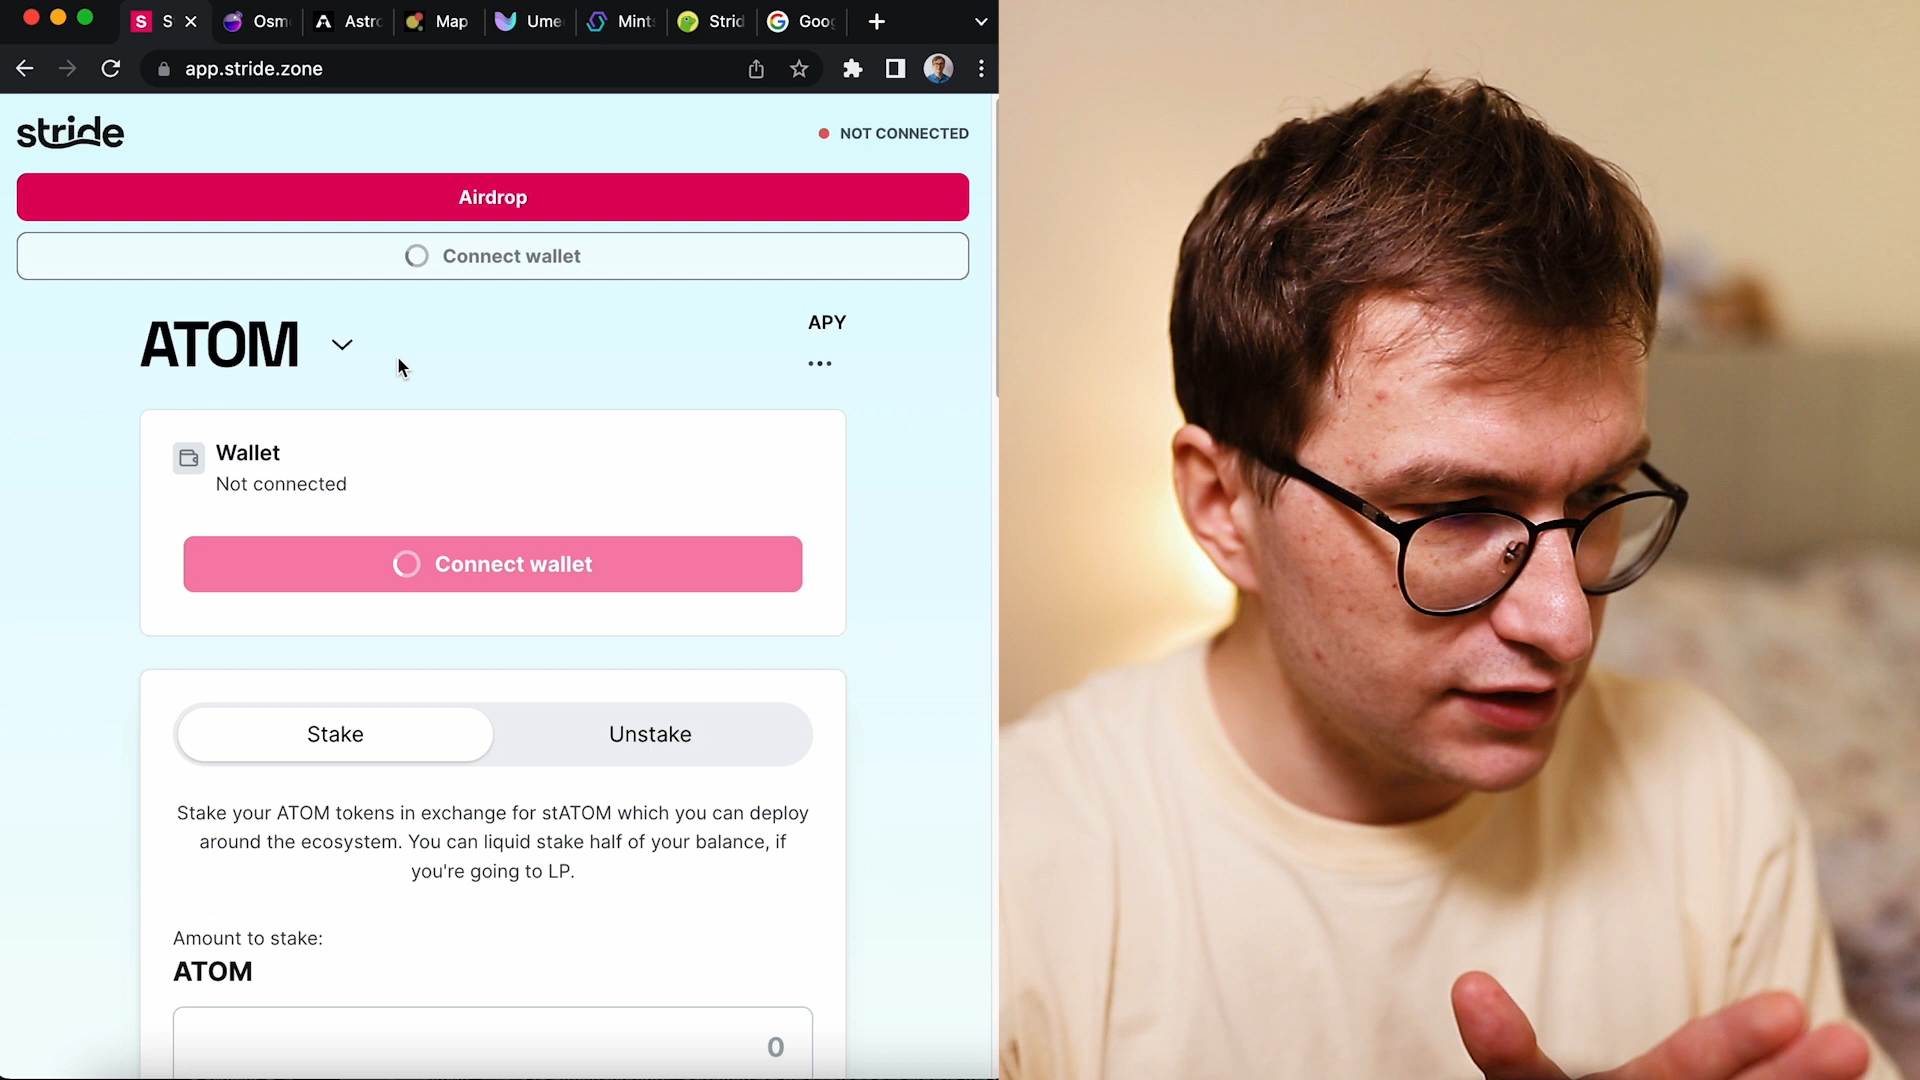 S
Osm
Astro
Map
Ume
Mint
Strid
Goog
app.stride.zone
stride
NOT CONNECTED
Airdrop
Connect wallet
ATOM
APY
...
Wallet
Not connected
Connect wallet
Stake
Unstake
Stake your ATOM tokens in exchange for stATOM which you can deploy
around the ecosystem. You can liquid stake half of your balance, if
you're going to LP.
Amount to stake:
ATOM
0